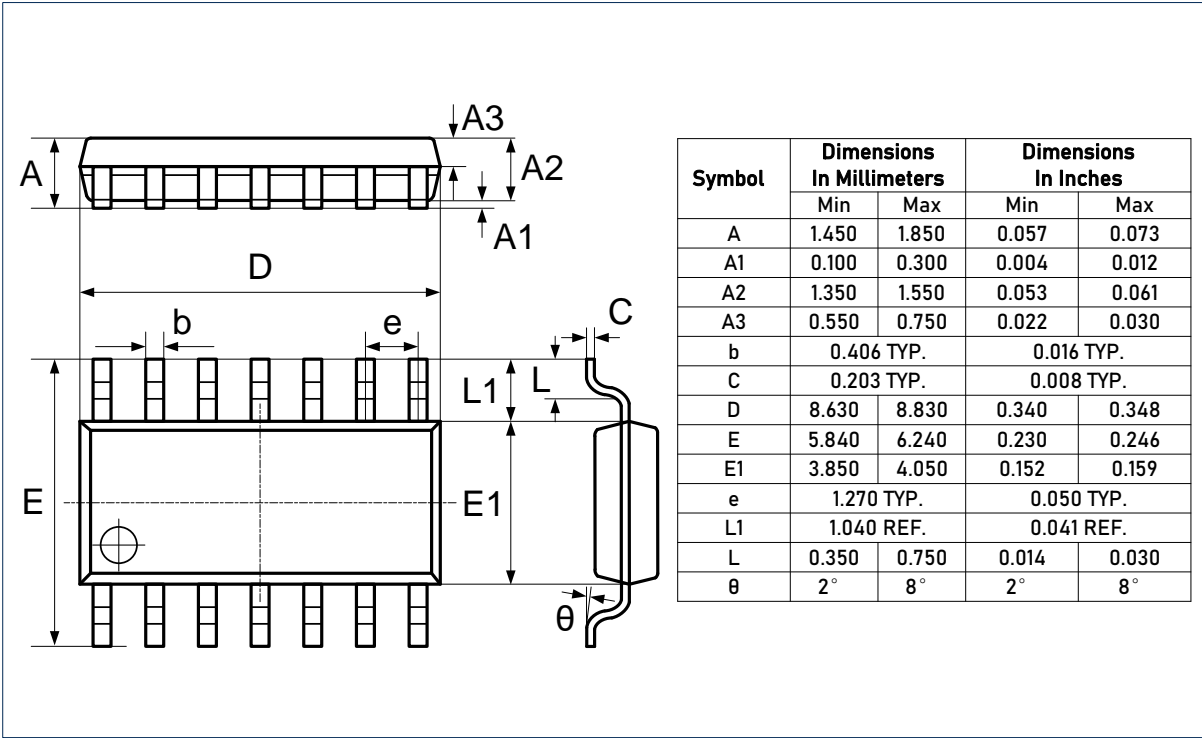 A3
A
A2
A1
D
b
e
C
L1
L
E
E1
θ
Symbol Dimensions In Millimeters Dimensions In Inches
Min Max Min Max
A 1.450 1.850 0.057 0.073
A1 0.100 0.300 0.004 0.012
A2 1.350 1.550 0.053 0.061
A3 0.550 0.750 0.022 0.030
b 0.406 TYP. 0.016 TYP.
C 0.203 TYP. 0.008 TYP.
D 8.630 8.830 0.340 0.348
E 5.840 6.240 0.230 0.246
E1 3.850 4.050 0.152 0.159
e 1.270 TYP. 0.050 TYP.
L1 1.040 REF. 0.041 REF.
L 0.350 0.750 0.014 0.030
θ 2° 8° 2° 8°